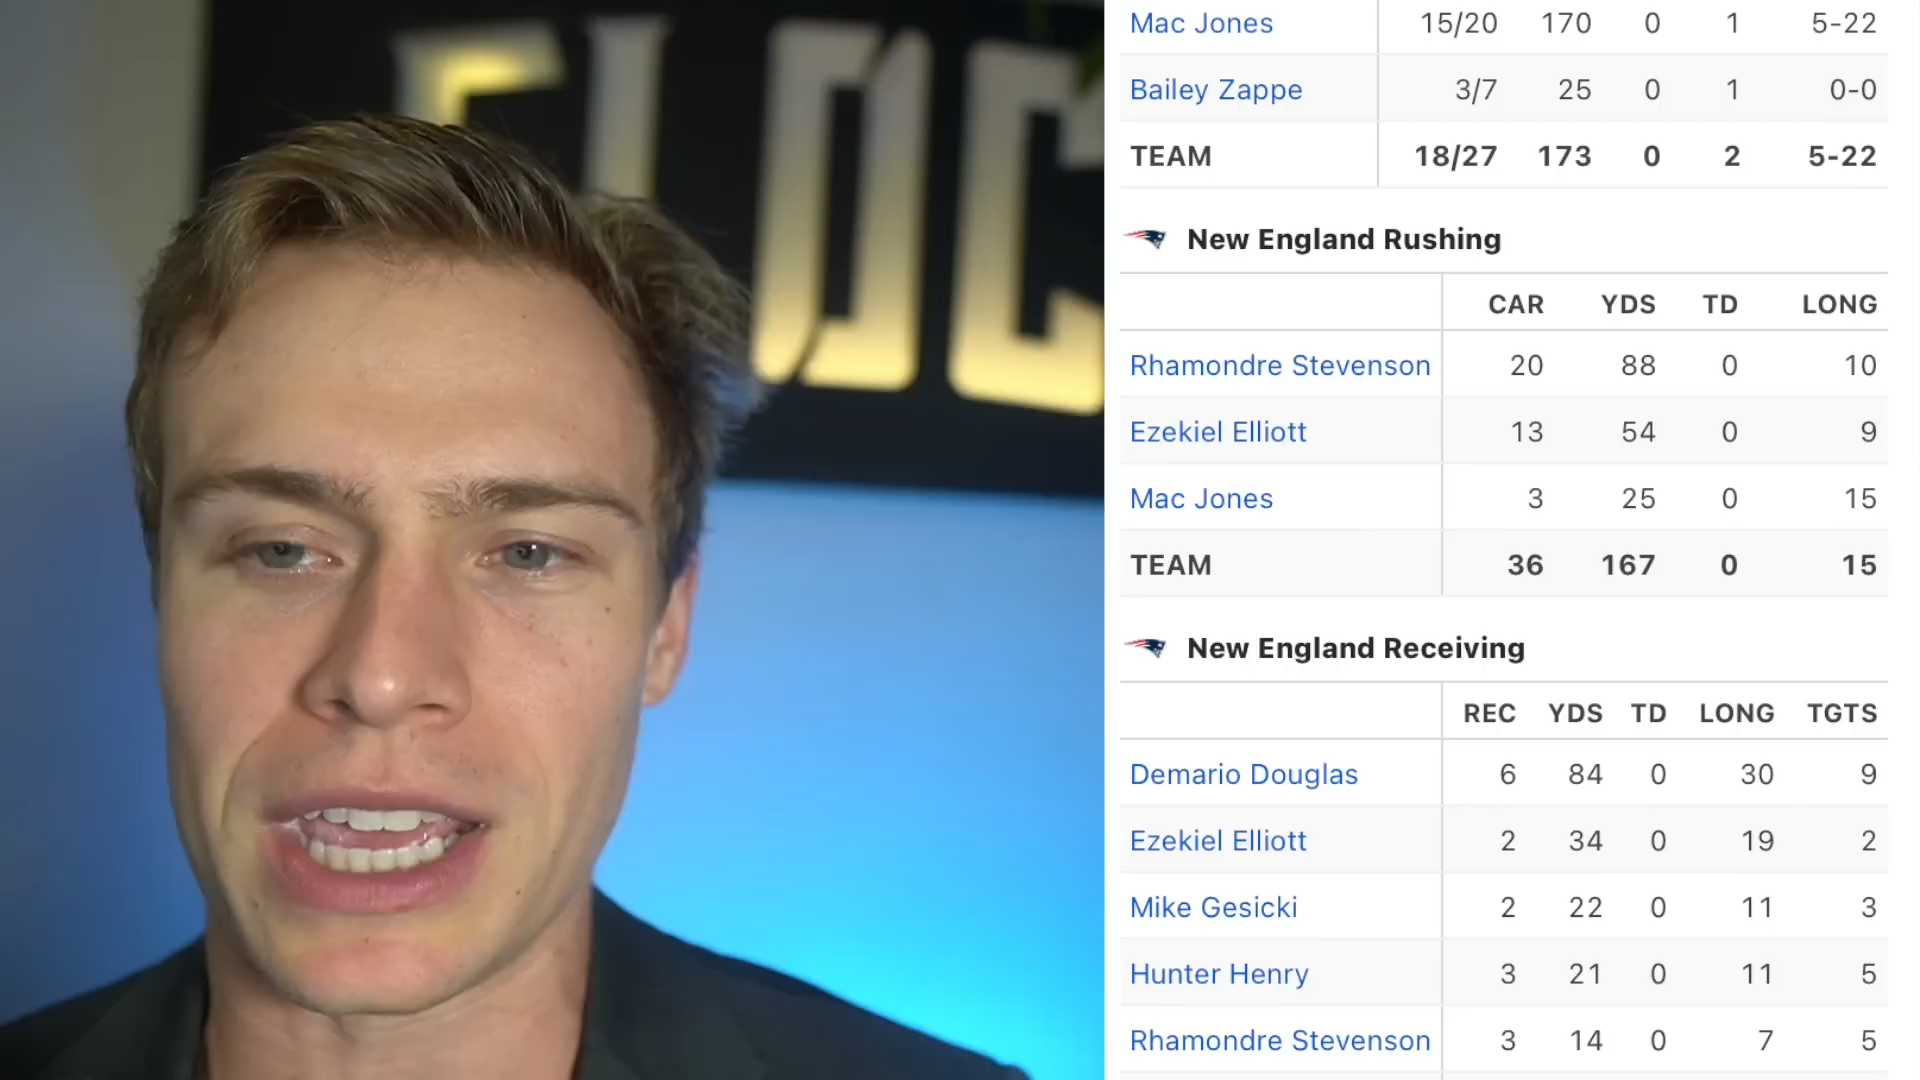 FLOC
Mac Jones 15/20 170 0 1 5-22
Bailey Zappe 3/7 25 0 1 0-0
TEAM 18/27 173 0 2 5-22
New England Rushing
CAR YDS TD LONG
Rhamondre Stevenson 20 88 0 10
Ezekiel Elliott 13 54 0 9
Mac Jones 3 25 0 15
TEAM 36 167 0 15
New England Receiving
REC YDS TD LONG TGTS
Demario Douglas 6 84 0 30 9
Ezekiel Elliott 2 34 0 19 2
Mike Gesicki 2 22 0 11 3
Hunter Henry 3 21 0 11 5
Rhamondre Stevenson 3 14 0 7 5